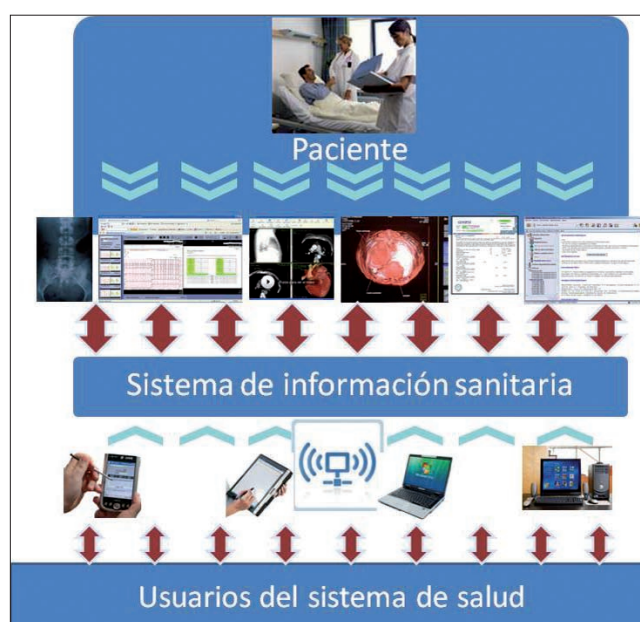 Paciente
Sistema de información sanitaria
Usuarios del sistema de salud